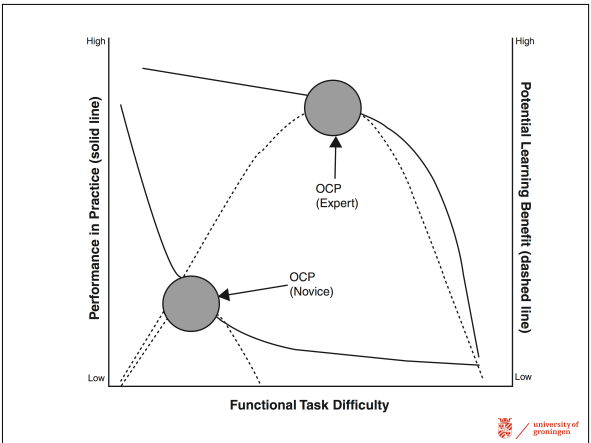 High
High
Performance in Practice (solid line)
Potential Learning Benefit (dashed line)
OCP
(Expert)
OCP
(Novice)
Low
Low
Functional Task Difficulty
university of
groningen